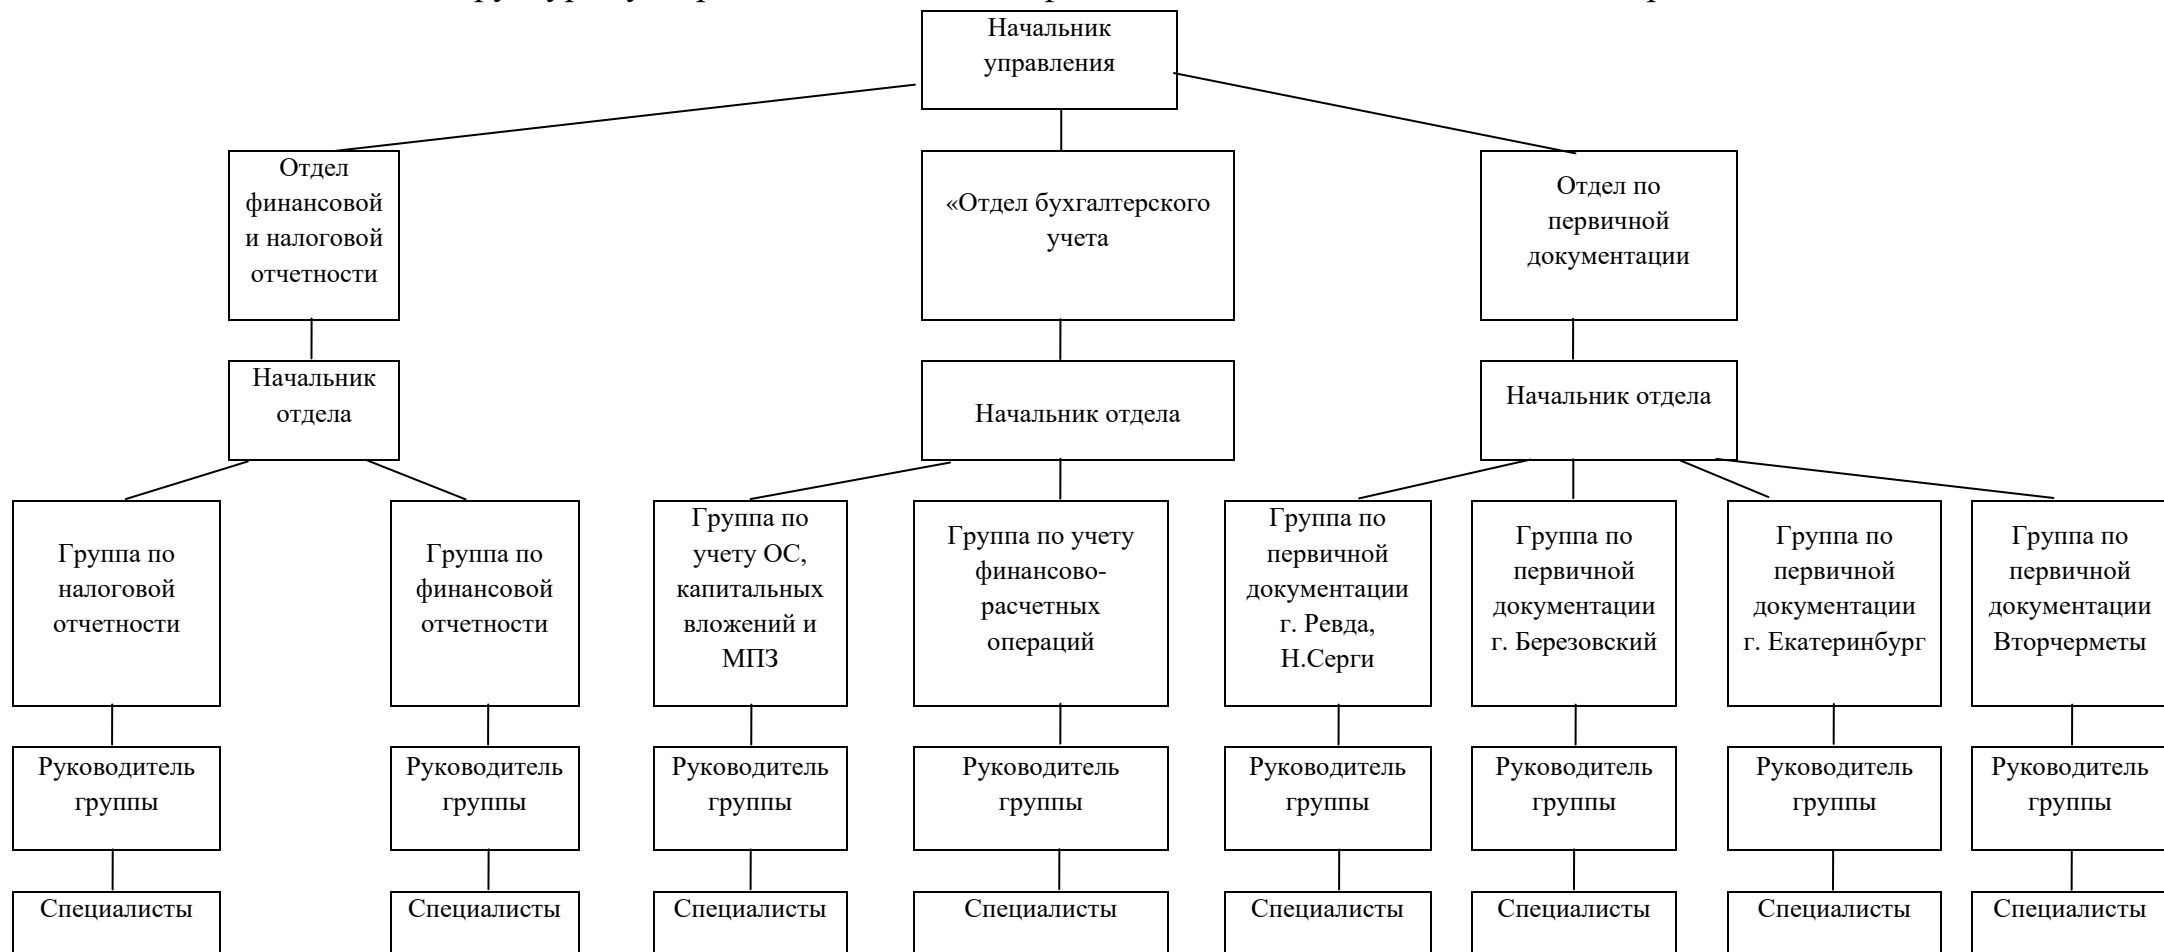 Начальник
управления
Отдел
финансовой
и налоговой
отчетности
«Отдел бухгалтерского
учета
Отдел по
первичной
документации
Начальник
отдела
Начальник отдела
Начальник отдела
Группа по
налоговой
отчетности
Группа по
финансовой
отчетности
Группа по
учету ОС,
капитальных
вложений и
МПЗ
Группа по учету
финансово-
расчетных
операций
Группа по
первичной
документации
г. Ревда,
Н.Серги
Группа по
первичной
документации
г. Березовский
Группа по
первичной
документации
г. Екатеринбург
Группа по
первичной
документации
Вторчерметы
Руководитель
группы
Руководитель
группы
Руководитель
группы
Руководитель
группы
Руководитель
группы
Руководитель
группы
Руководитель
группы
Руководитель
группы
Специалисты
Специалисты
Специалисты
Специалисты
Специалисты
Специалисты
Специалисты
Специалисты